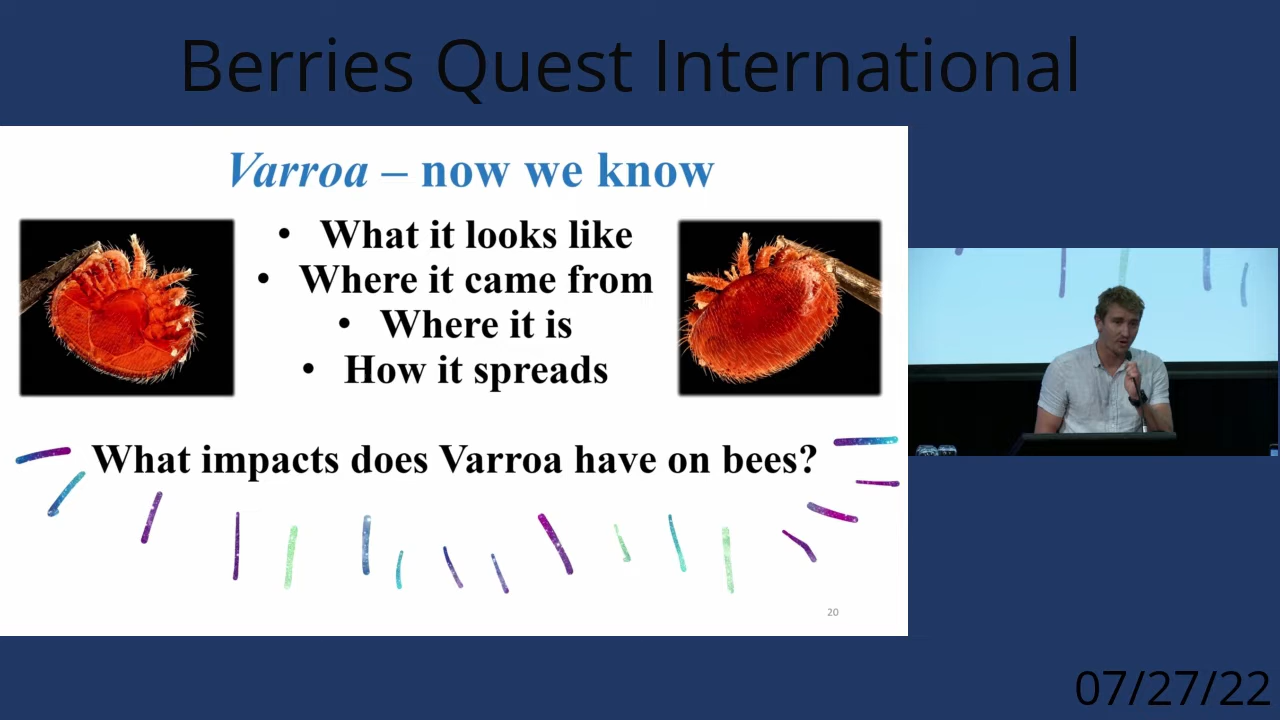 Berries Quest International
Varroa – now we know
• What it looks like
• Where it came from
• Where it is
• How it spreads
What impacts does Varroa have on bees?
20
07/27/22